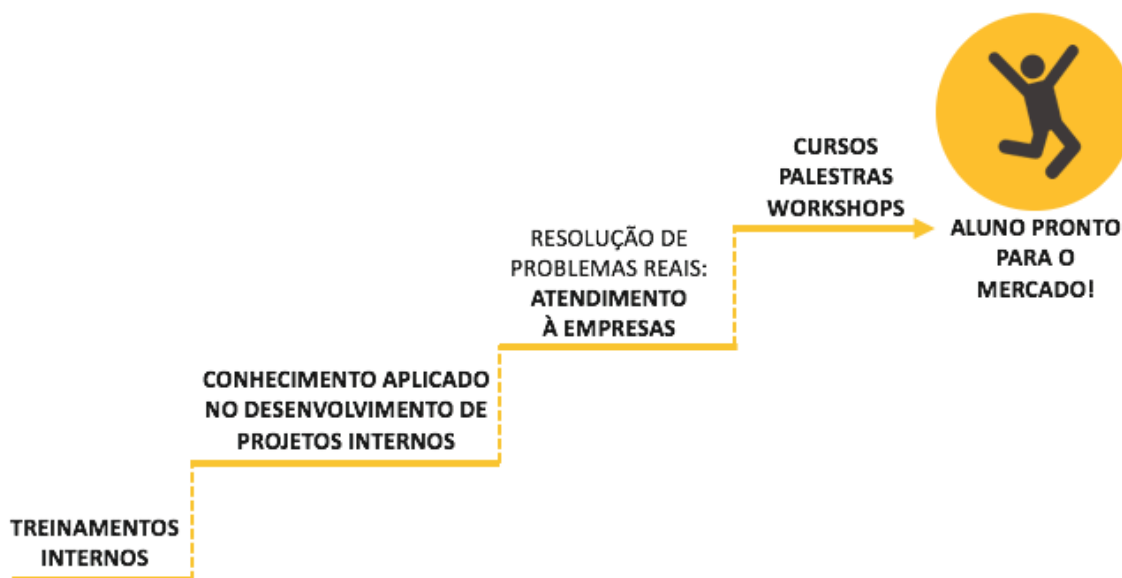 TREINAMENTOS
INTERNOS
CONHECIMENTO APLICADO
NO DESENVOLVIMENTO DE
PROJETOS INTERNOS
RESOLUÇÃO DE
PROBLEMAS REAIS:
ATENDIMENTO
À EMPRESAS
CURSOS
PALESTRAS
WORKSHOPS
ALUNO PRONTO
PARA O
MERCADO!